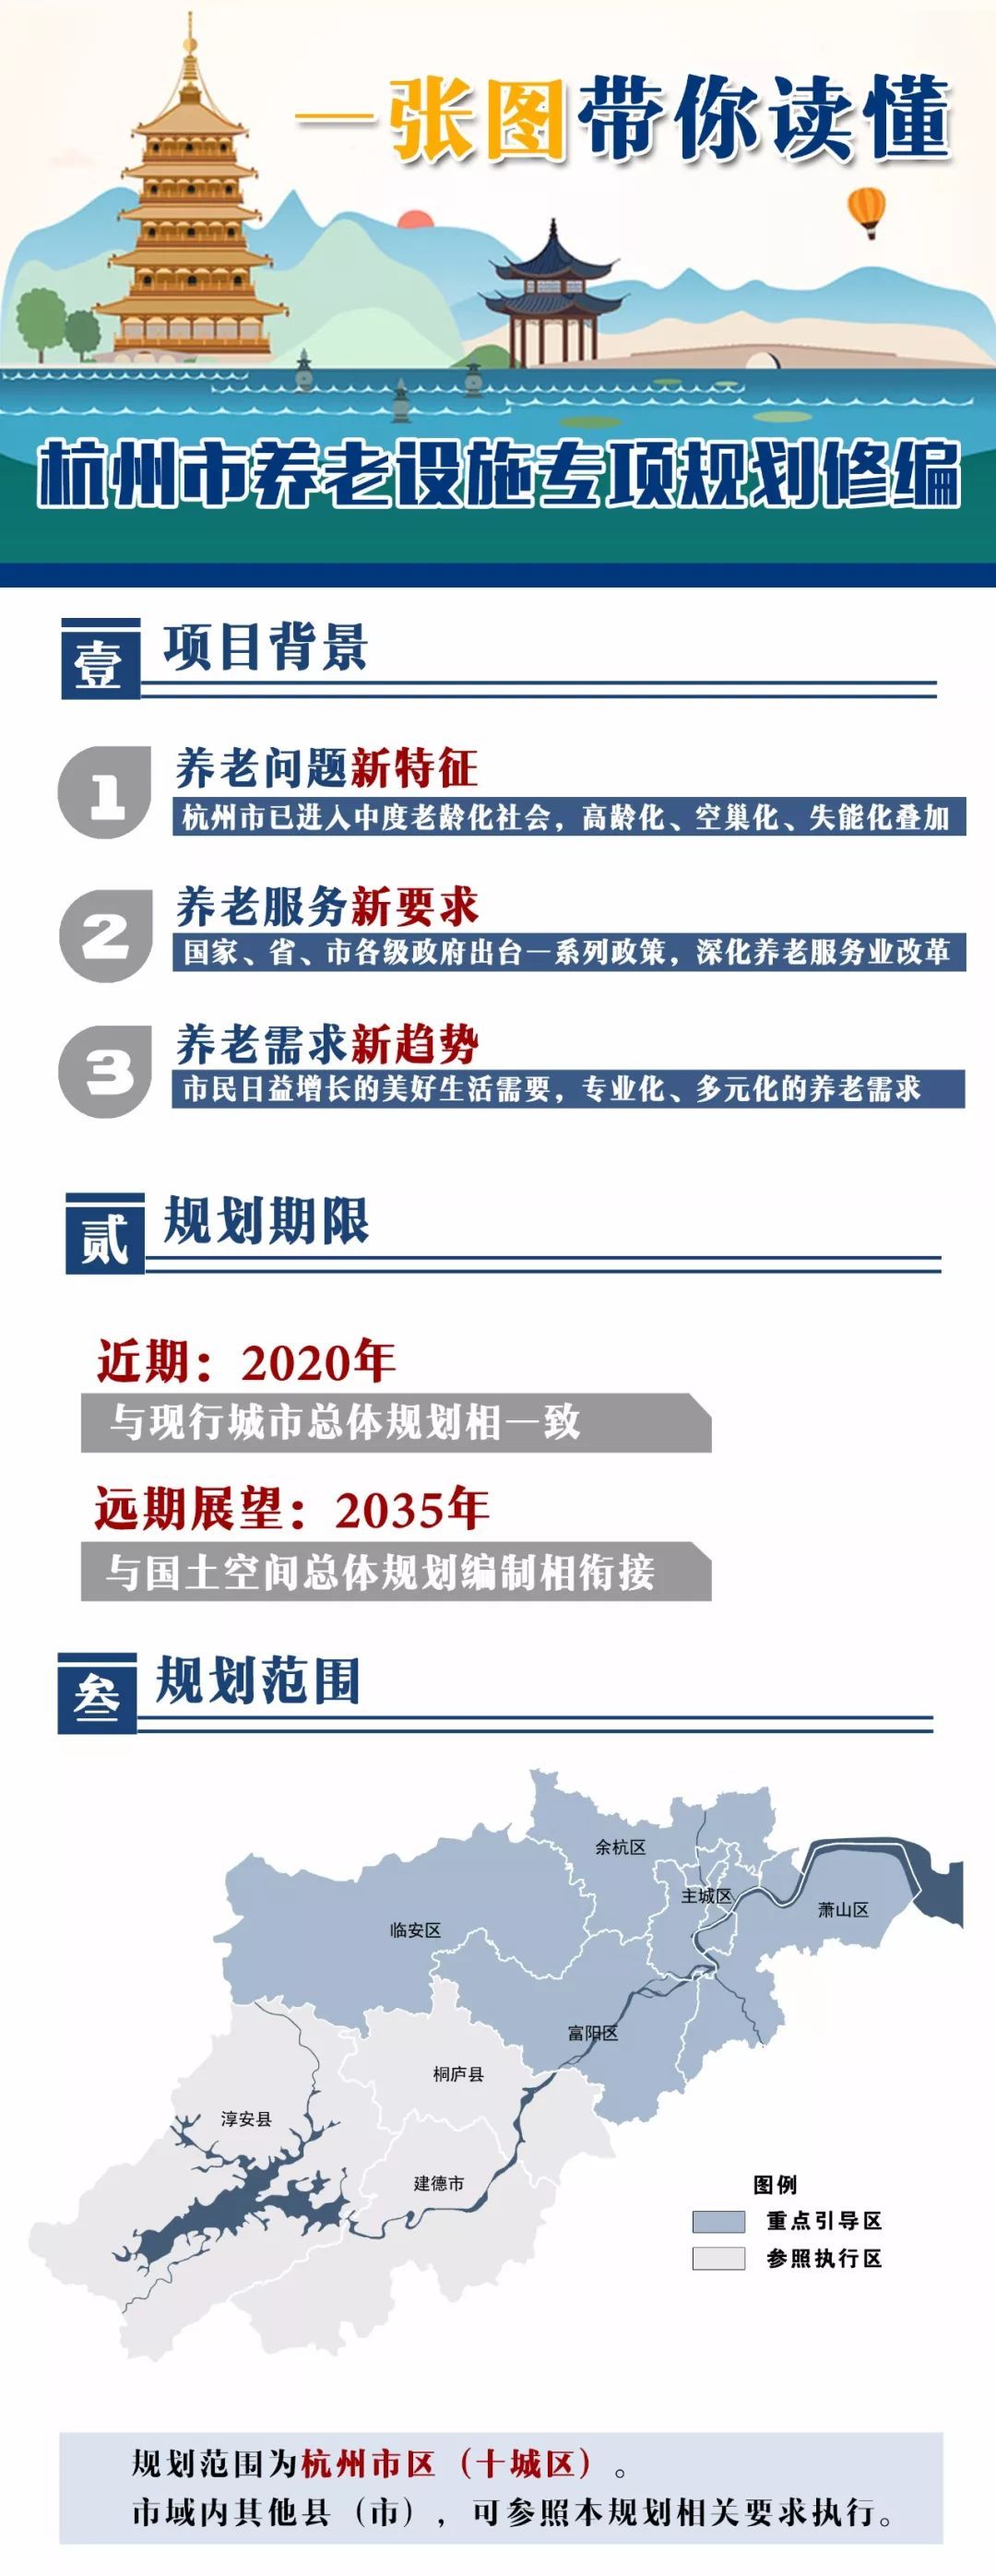 一张图带你读懂
杭州市养老设施专项规划修编
壹 项目背景
1 养老问题新特征
杭州市已进入中度老龄化社会，高龄化、空巢化、失能化叠加
2 养老服务新要求
国家、省、市各级政府出台一系列政策，深化养老服务业改革
3 养老需求新趋势
市民日益增长的美好生活需要，专业化、多元化的养老需求
贰 规划期限
近期：2020年
与现行城市总体规划相一致
远期展望：2035年
与国土空间总体规划编制相衔接
叁 规划范围
余杭区
主城区
萧山区
临安区
富阳区
桐庐县
淳安县
建德市
图例
重点引导区
参照执行区
规划范围为杭州市区（十城区）。
市域内其他县（市），可参照本规划相关要求执行。